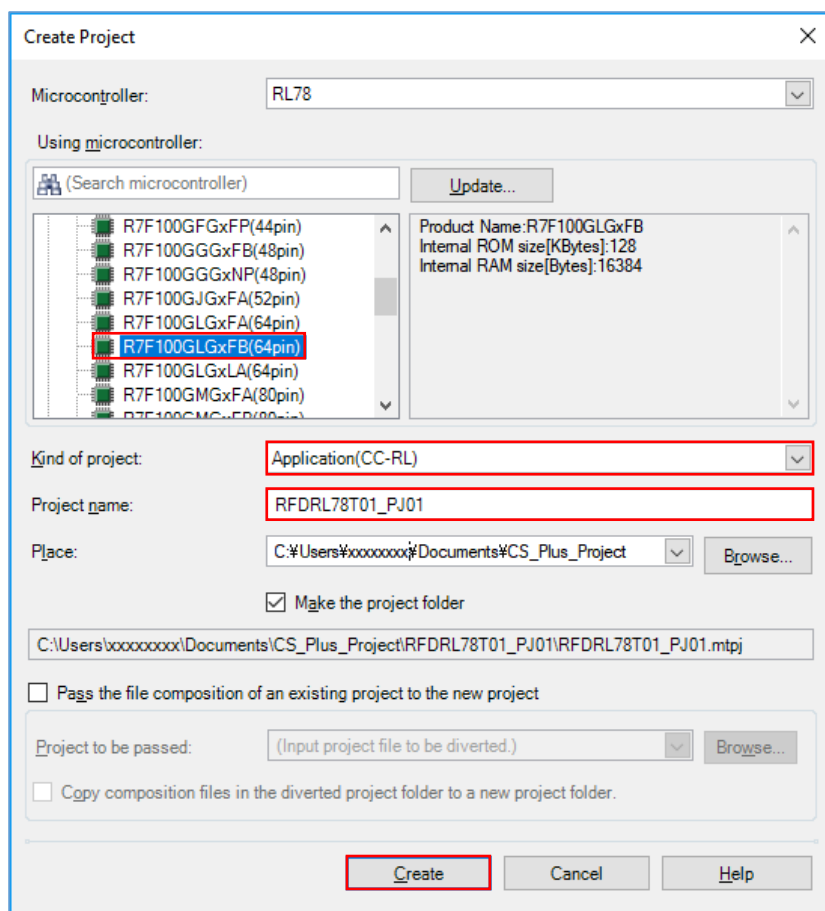 Create Project
Microcontroller:
RL78
Using microcontroller:
(Search microcontroller)
Update...
R7F100GFGxFP(44pin)
R7F100GGGxFB(48pin)
R7F100GGGxNP(48pin)
R7F100GJGxFA(52pin)
R7F100GLGxFA(64pin)
R7F100GLGxFB(64pin)
R7F100GLGxLA(64pin)
R7F100GMGxFA(80pin)
R7F100GMGxFB(80pin)
Product Name:R7F100GLGxFB
Internal ROM size[KBytes]:128
Internal RAM size[Bytes]:16384
Kind of project:
Application(CC-RL)
Project name:
RFDRL78T01_PJ01
Place:
C:¥Users¥xxxxxxxx¥Documents¥CS_Plus_Project
Browse...
Make the project folder
C:\Users\xxxxxxxx\Documents\CS_Plus_Project\RFDRL78T01_PJ01\RFDRL78T01_PJ01.mtpj
Pass the file composition of an existing project to the new project
Project to be passed:
(Input project file to be diverted.)
Browse...
Copy composition files in the diverted project folder to a new project folder.
Create
Cancel
Help